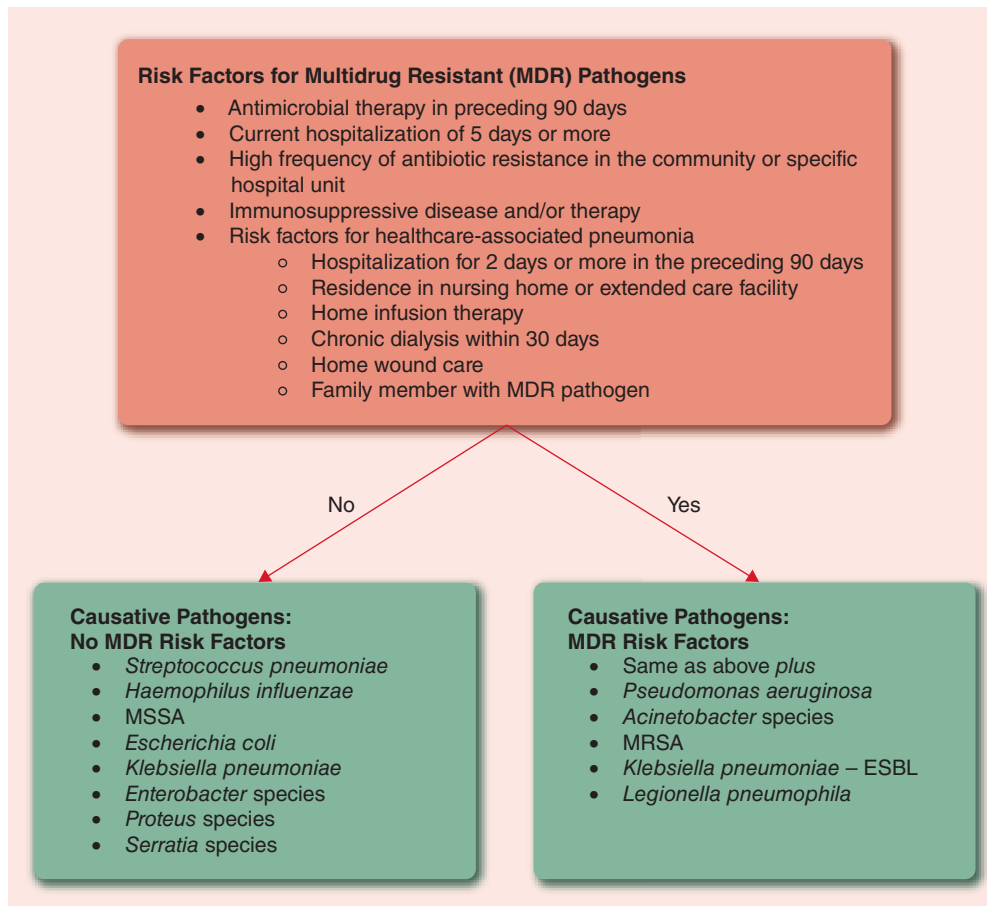 Risk Factors for Multidrug Resistant (MDR) Pathogens
• Antimicrobial therapy in preceding 90 days
• Current hospitalization of 5 days or more
• High frequency of antibiotic resistance in the community or specific
hospital unit
• Immunosuppressive disease and/or therapy
• Risk factors for healthcare-associated pneumonia
○ Hospitalization for 2 days or more in the preceding 90 days
○ Residence in nursing home or extended care facility
○ Home infusion therapy
○ Chronic dialysis within 30 days
○ Home wound care
○ Family member with MDR pathogen
No
Yes
Causative Pathogens:
No MDR Risk Factors
• Streptococcus pneumoniae
• Haemophilus influenzae
• MSSA
• Escherichia coli
• Klebsiella pneumoniae
• Enterobacter species
• Proteus species
• Serratia species
Causative Pathogens:
MDR Risk Factors
• Same as above plus
• Pseudomonas aeruginosa
• Acinetobacter species
• MRSA
• Klebsiella pneumoniae – ESBL
• Legionella pneumophila